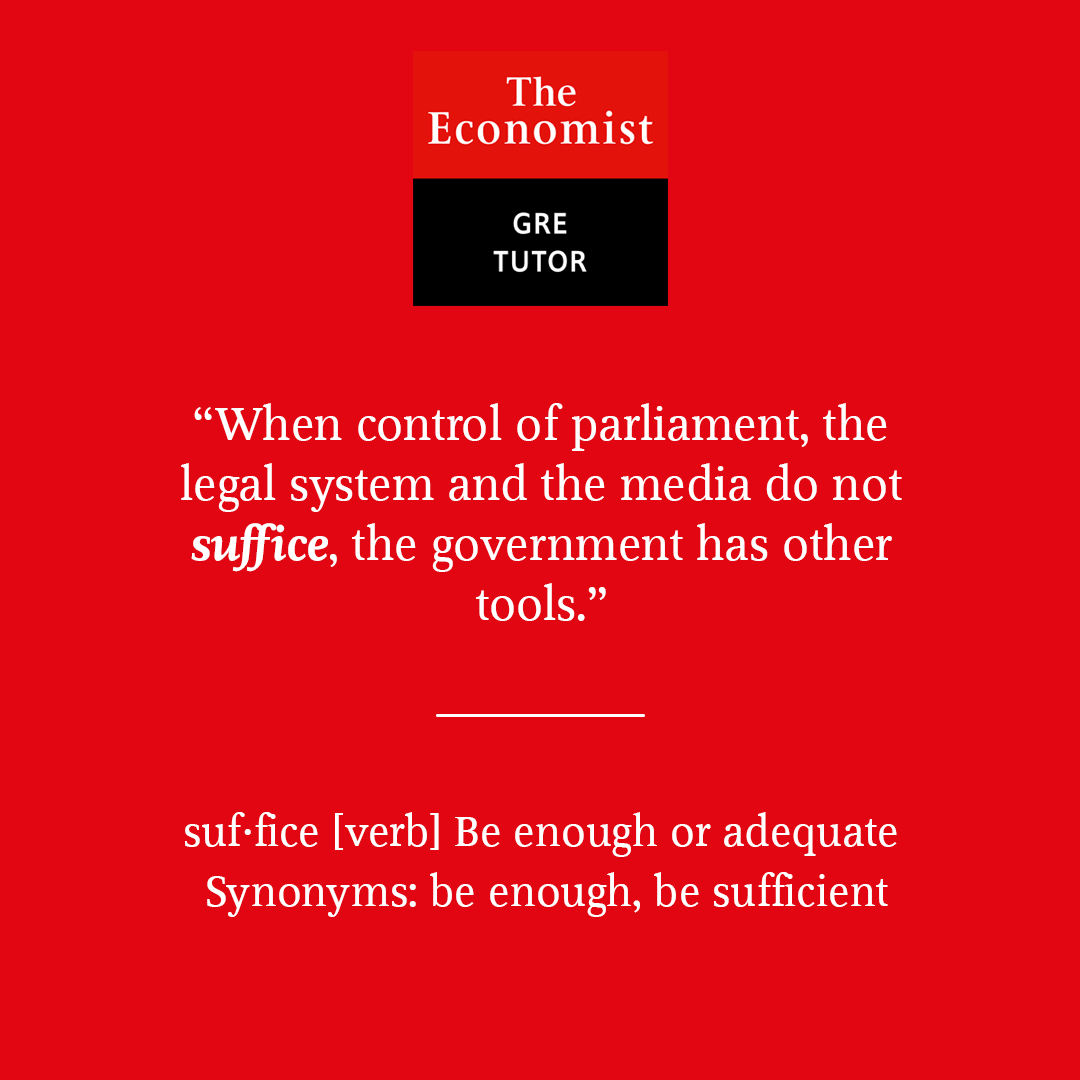 The
Economist
GRE
TUTOR
“When control of parliament, the
legal system and the media do not
suffice, the government has other
tools.”
suf·fice [verb] Be enough or adequate
Synonyms: be enough, be sufficient